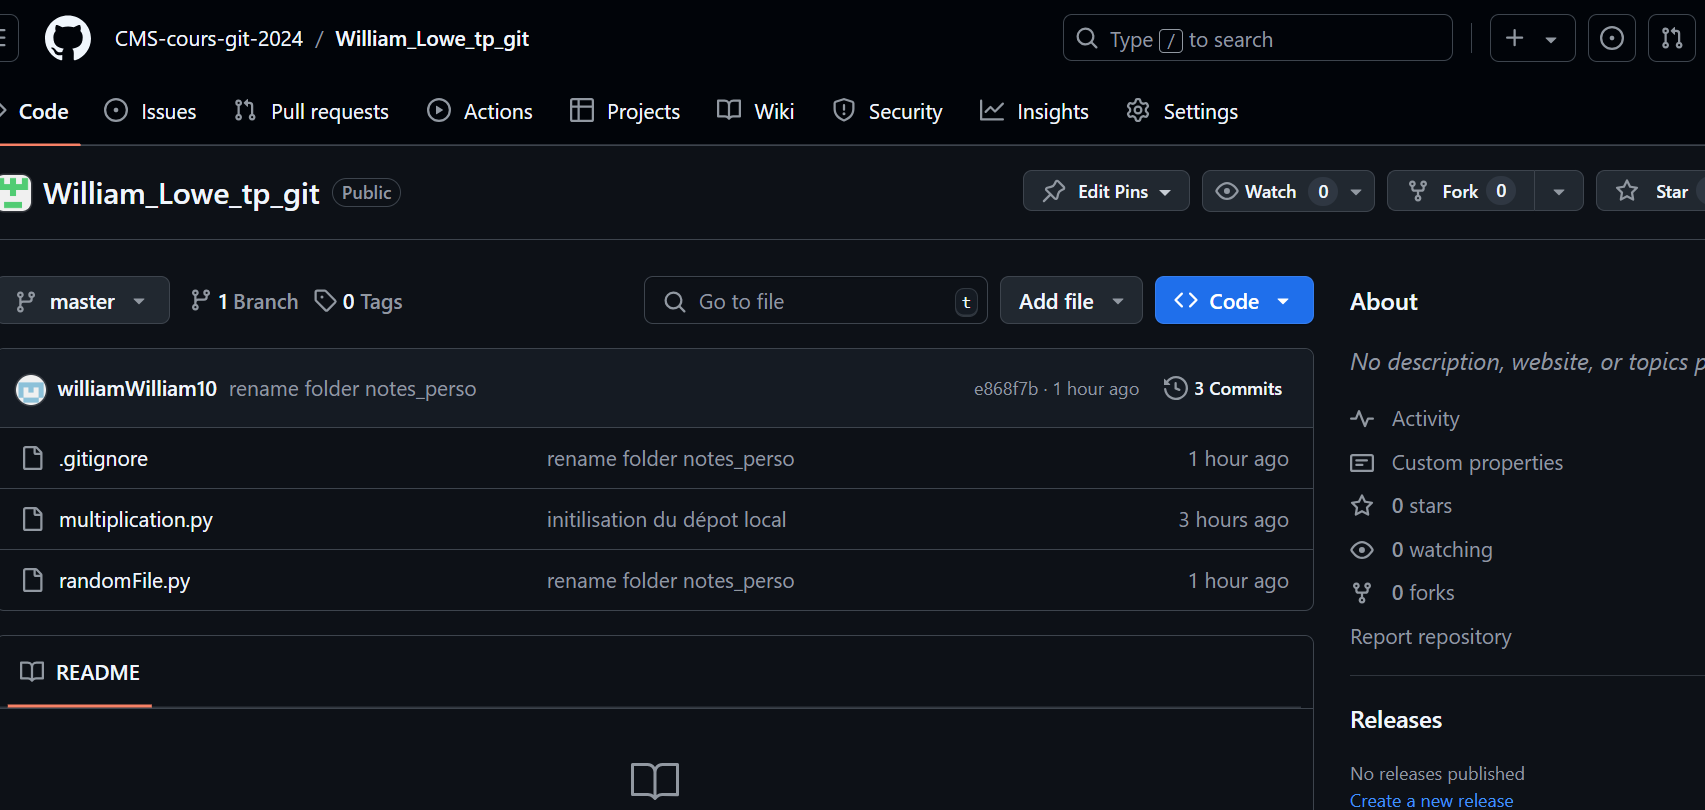 CMS-cours-git-2024 / William_Lowe_tp_git
Type / to search
Code Issues Pull requests Actions Projects Wiki Security Insights Settings
William_Lowe_tp_git Public
Edit Pins Watch 0 Fork 0 Star
master 1 Branch 0 Tags
Go to file t Add file Code
williamWilliam10 rename folder notes_perso e868f7b · 1 hour ago 3 Commits
.gitignore rename folder notes_perso 1 hour ago
multiplication.py initilisation du dépot local 3 hours ago
randomFile.py rename folder notes_perso 1 hour ago
README
About
No description, website, or topics p
Activity
Custom properties
0 stars
0 watching
0 forks
Report repository
Releases
No releases published
Create a new release